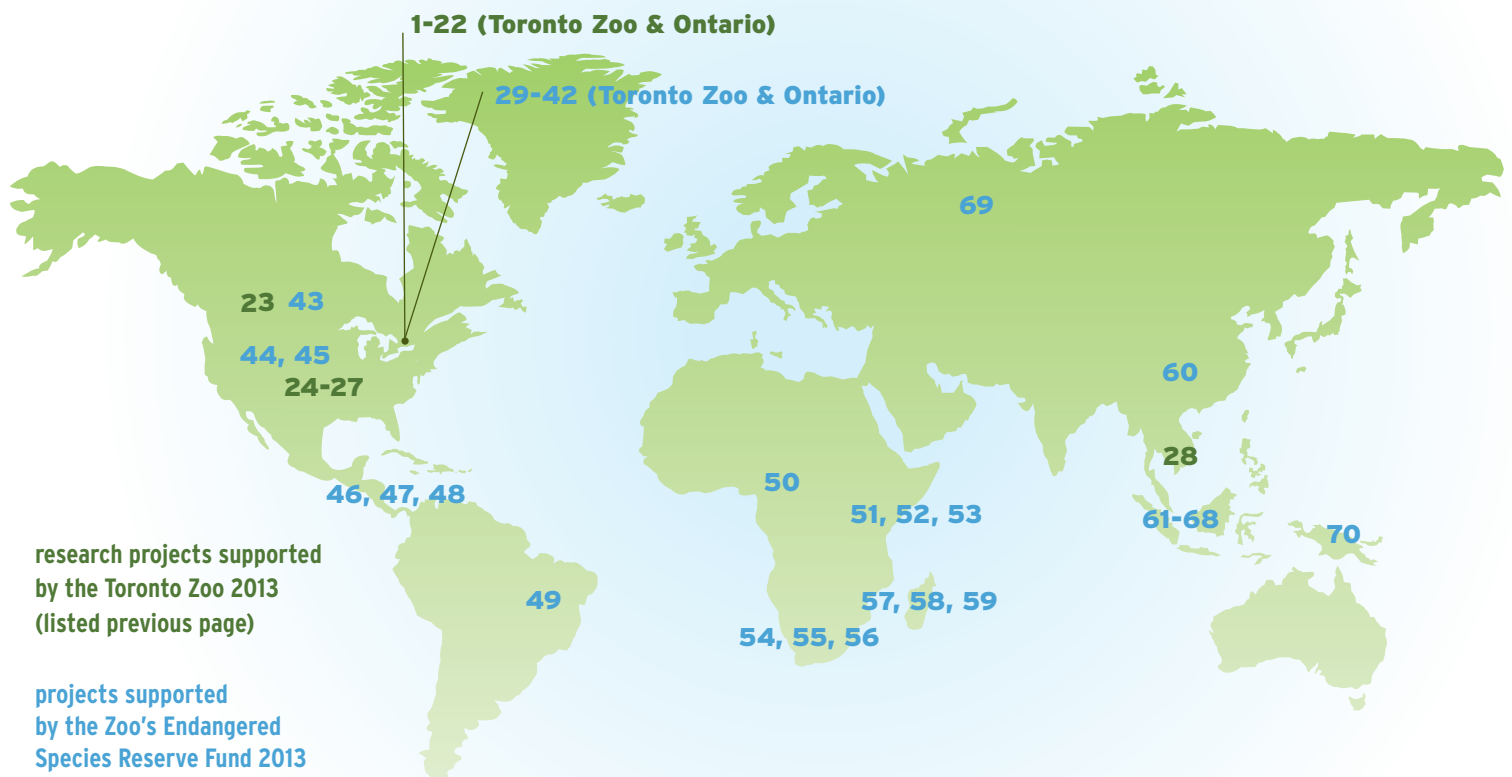 1-22 (Toronto Zoo & Ontario)
29-42 (Toronto Zoo & Ontario)
69
23 43
44, 45
24-27
60
28
46, 47, 48
50
51, 52, 53
61-68
70
49
57, 58, 59
54, 55, 56
research projects supported
by the Toronto Zoo 2013
(listed previous page)
projects supported
by the Zoo's Endangered
Species Reserve Fund 2013